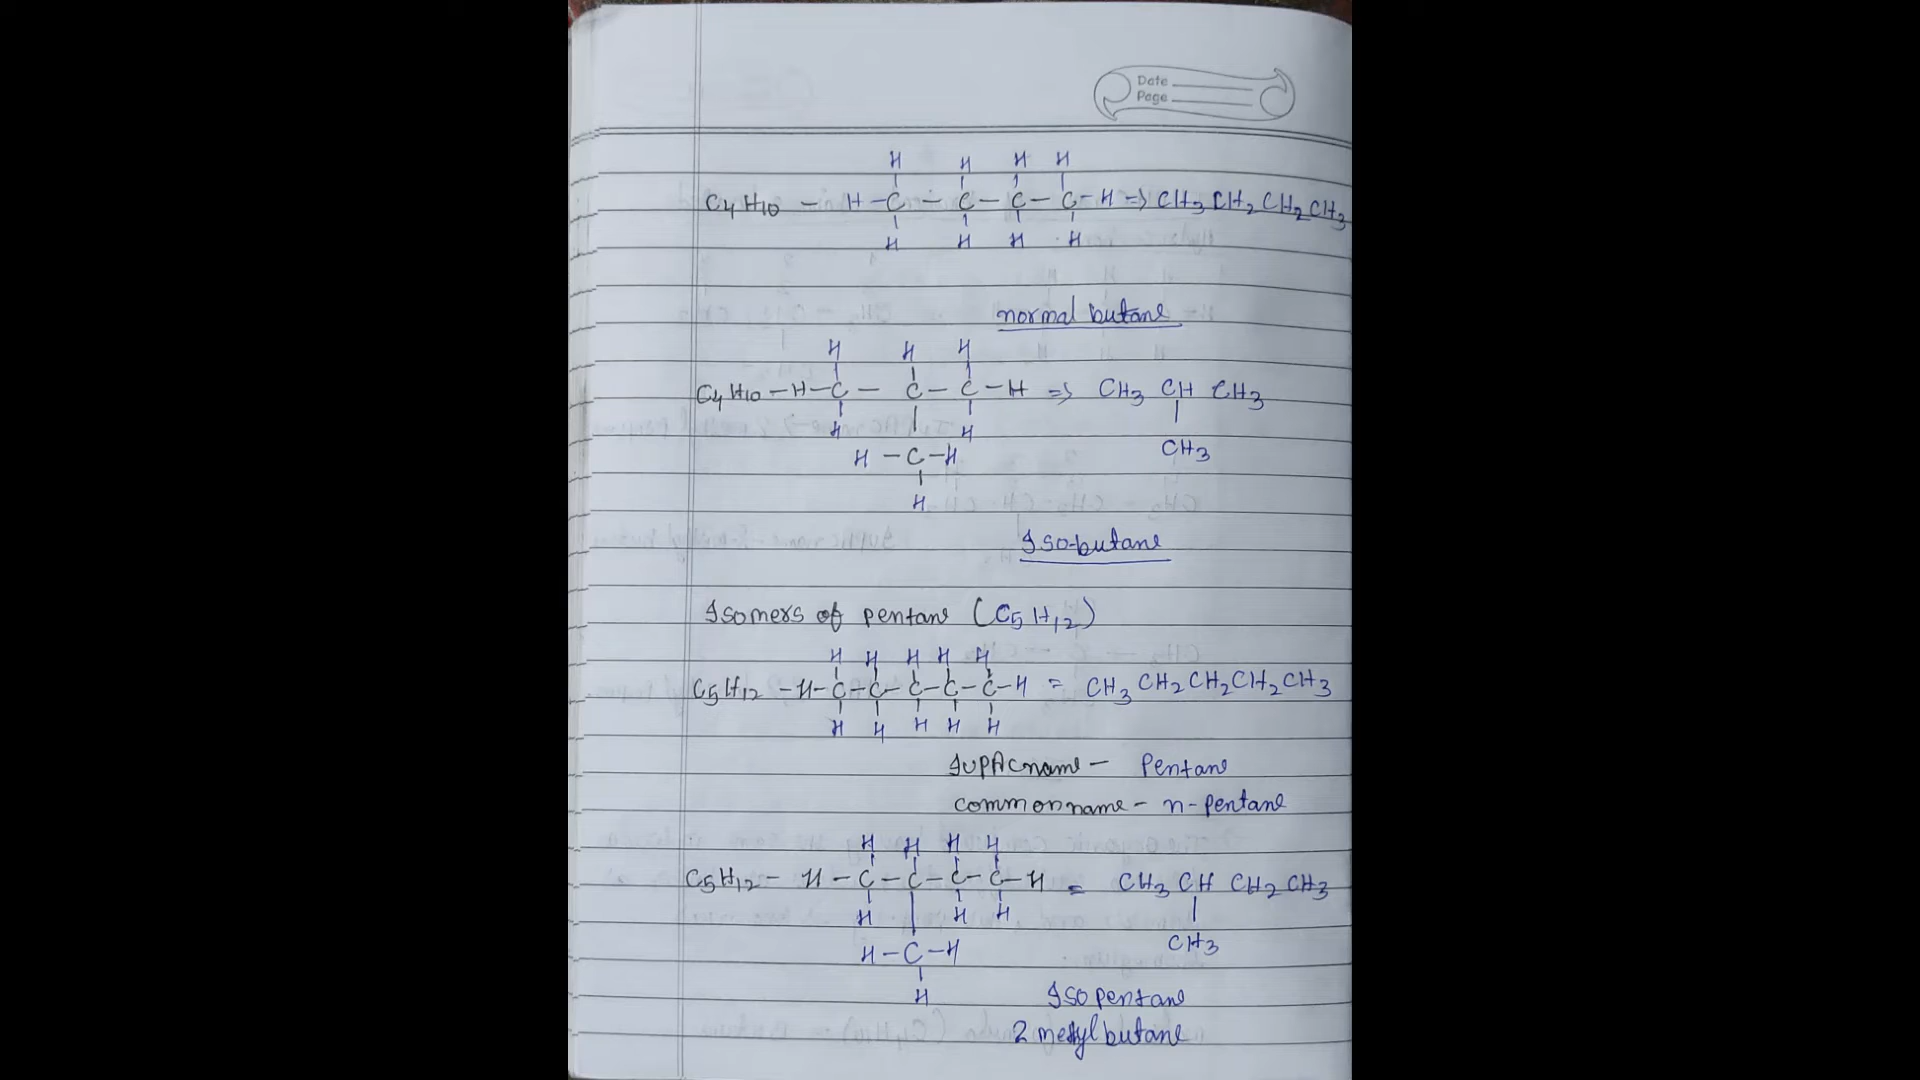 Date
Page
H H H H
C4H10 - H-C - C - C - C-H => CH3 CH2 CH2 CH3
H H H H
normal butane
H H H
C4H10-H-C - C - C-H => CH3 CH CH3
H H
H-C-H CH3
H
Iso-butane
Isomers of pentane (C5H12)
H H H H H
C5H12 -H-C-C-C-C-C-H = CH3 CH2 CH2 CH2 CH3
H H H H H
IUPAC name - Pentane
common name - n-pentane
H H H H
C5H12 - H-C-C-C-C-H = CH3 CH CH2 CH3
H H H
H-C-H CH3
H Iso pentane
2 methyl butane